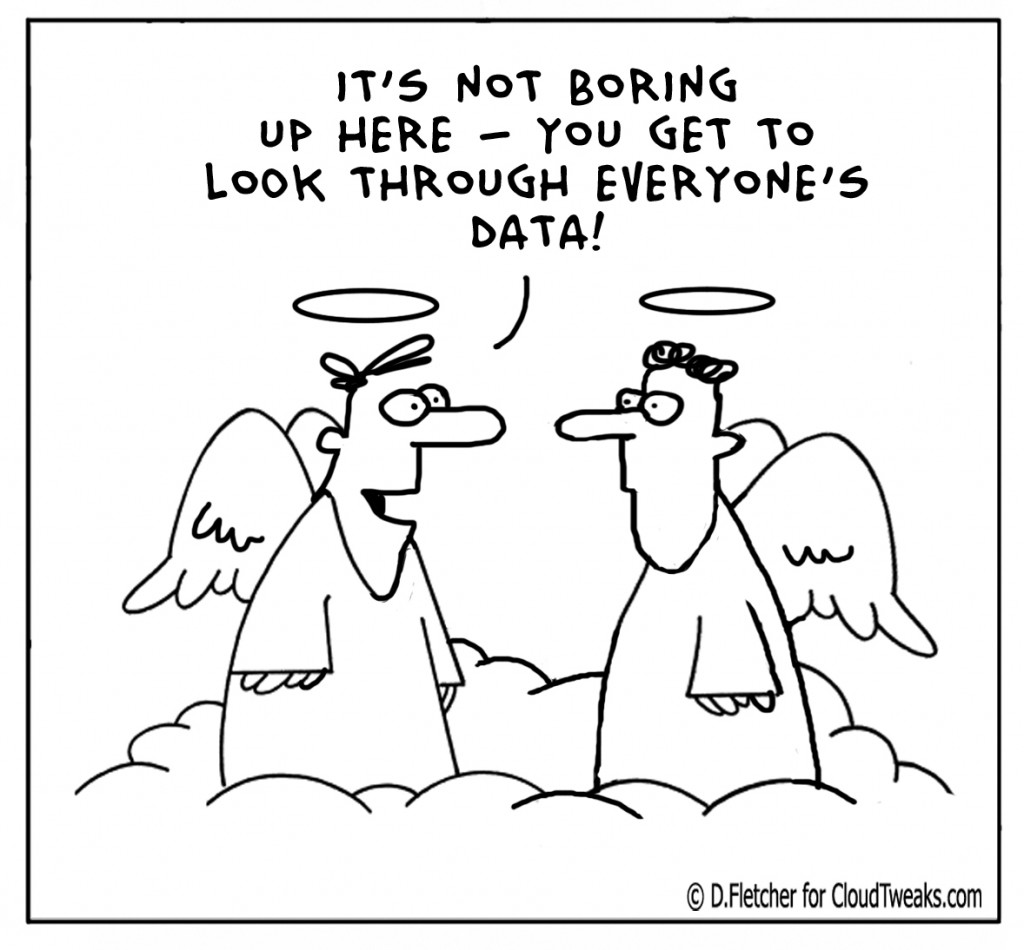 IT'S NOT BORING
UP HERE – YOU GET TO
LOOK THROUGH EVERYONE'S
DATA!
© D.Fletcher for CloudTweaks.com